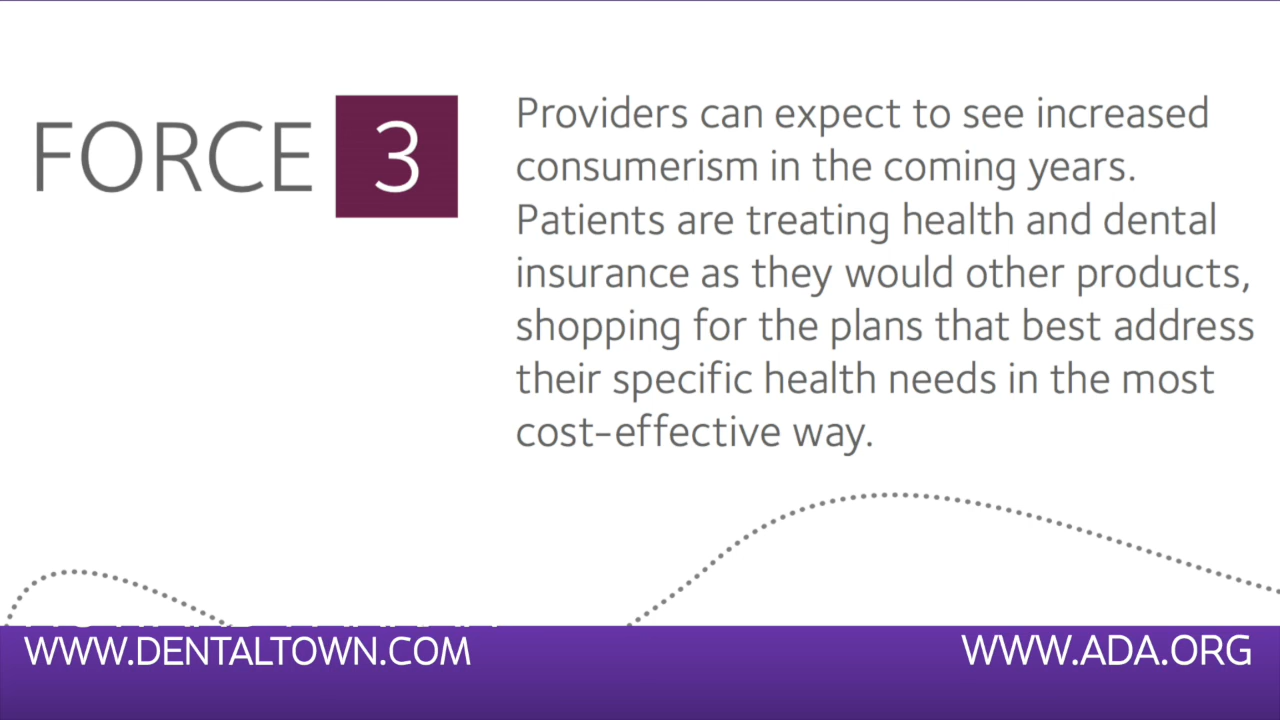 FORCE 3
Providers can expect to see increased
consumerism in the coming years.
Patients are treating health and dental
insurance as they would other products,
shopping for the plans that best address
their specific health needs in the most
cost-effective way.
WWW.DENTALTOWN.COM
WWW.ADA.ORG